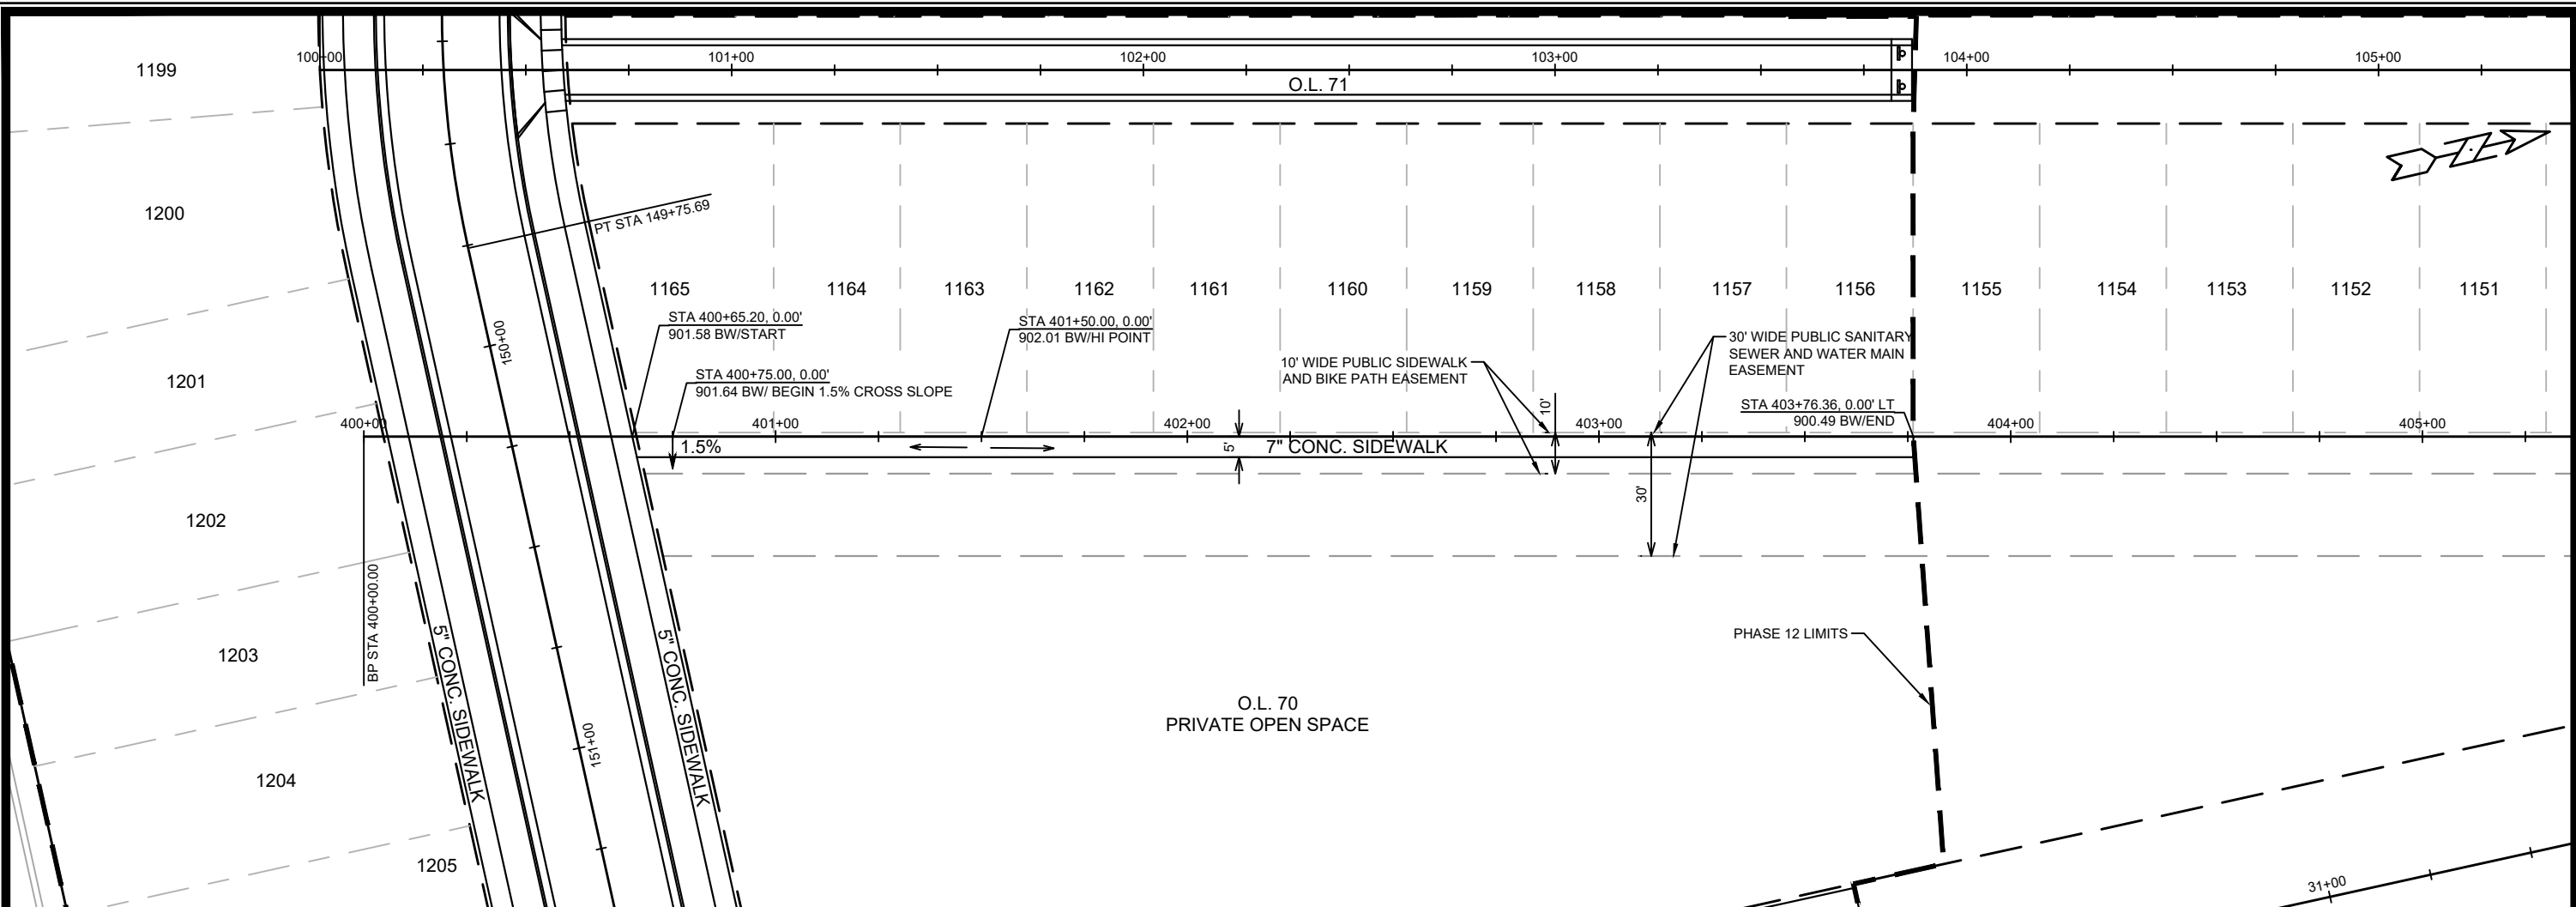 100+00
101+00
102+00
103+00
104+00
105+00
1199
O.L. 71
1200
PT STA 149+75.69
1165
1164
1163
1162
1161
1160
1159
1158
1157
1156
1155
1154
1153
1152
1151
STA 400+65.20, 0.00'
901.58 BW/START
STA 401+50.00, 0.00'
902.01 BW/HI POINT
150+00
30' WIDE PUBLIC SANITARY
SEWER AND WATER MAIN
EASEMENT
10' WIDE PUBLIC SIDEWALK
AND BIKE PATH EASEMENT
1201
STA 400+75.00, 0.00'
901.64 BW/ BEGIN 1.5% CROSS SLOPE
10'
STA 403+76.36, 0.00' LT
900.49 BW/END
400+00
401+00
402+00
403+00
404+00
405+00
1.5%
5'
7" CONC. SIDEWALK
30'
1202
BP STA 400+00.00
1203
5" CONC. SIDEWALK
5" CONC. SIDEWALK
PHASE 12 LIMITS
O.L. 70
PRIVATE OPEN SPACE
151+00
1204
1205
31+00